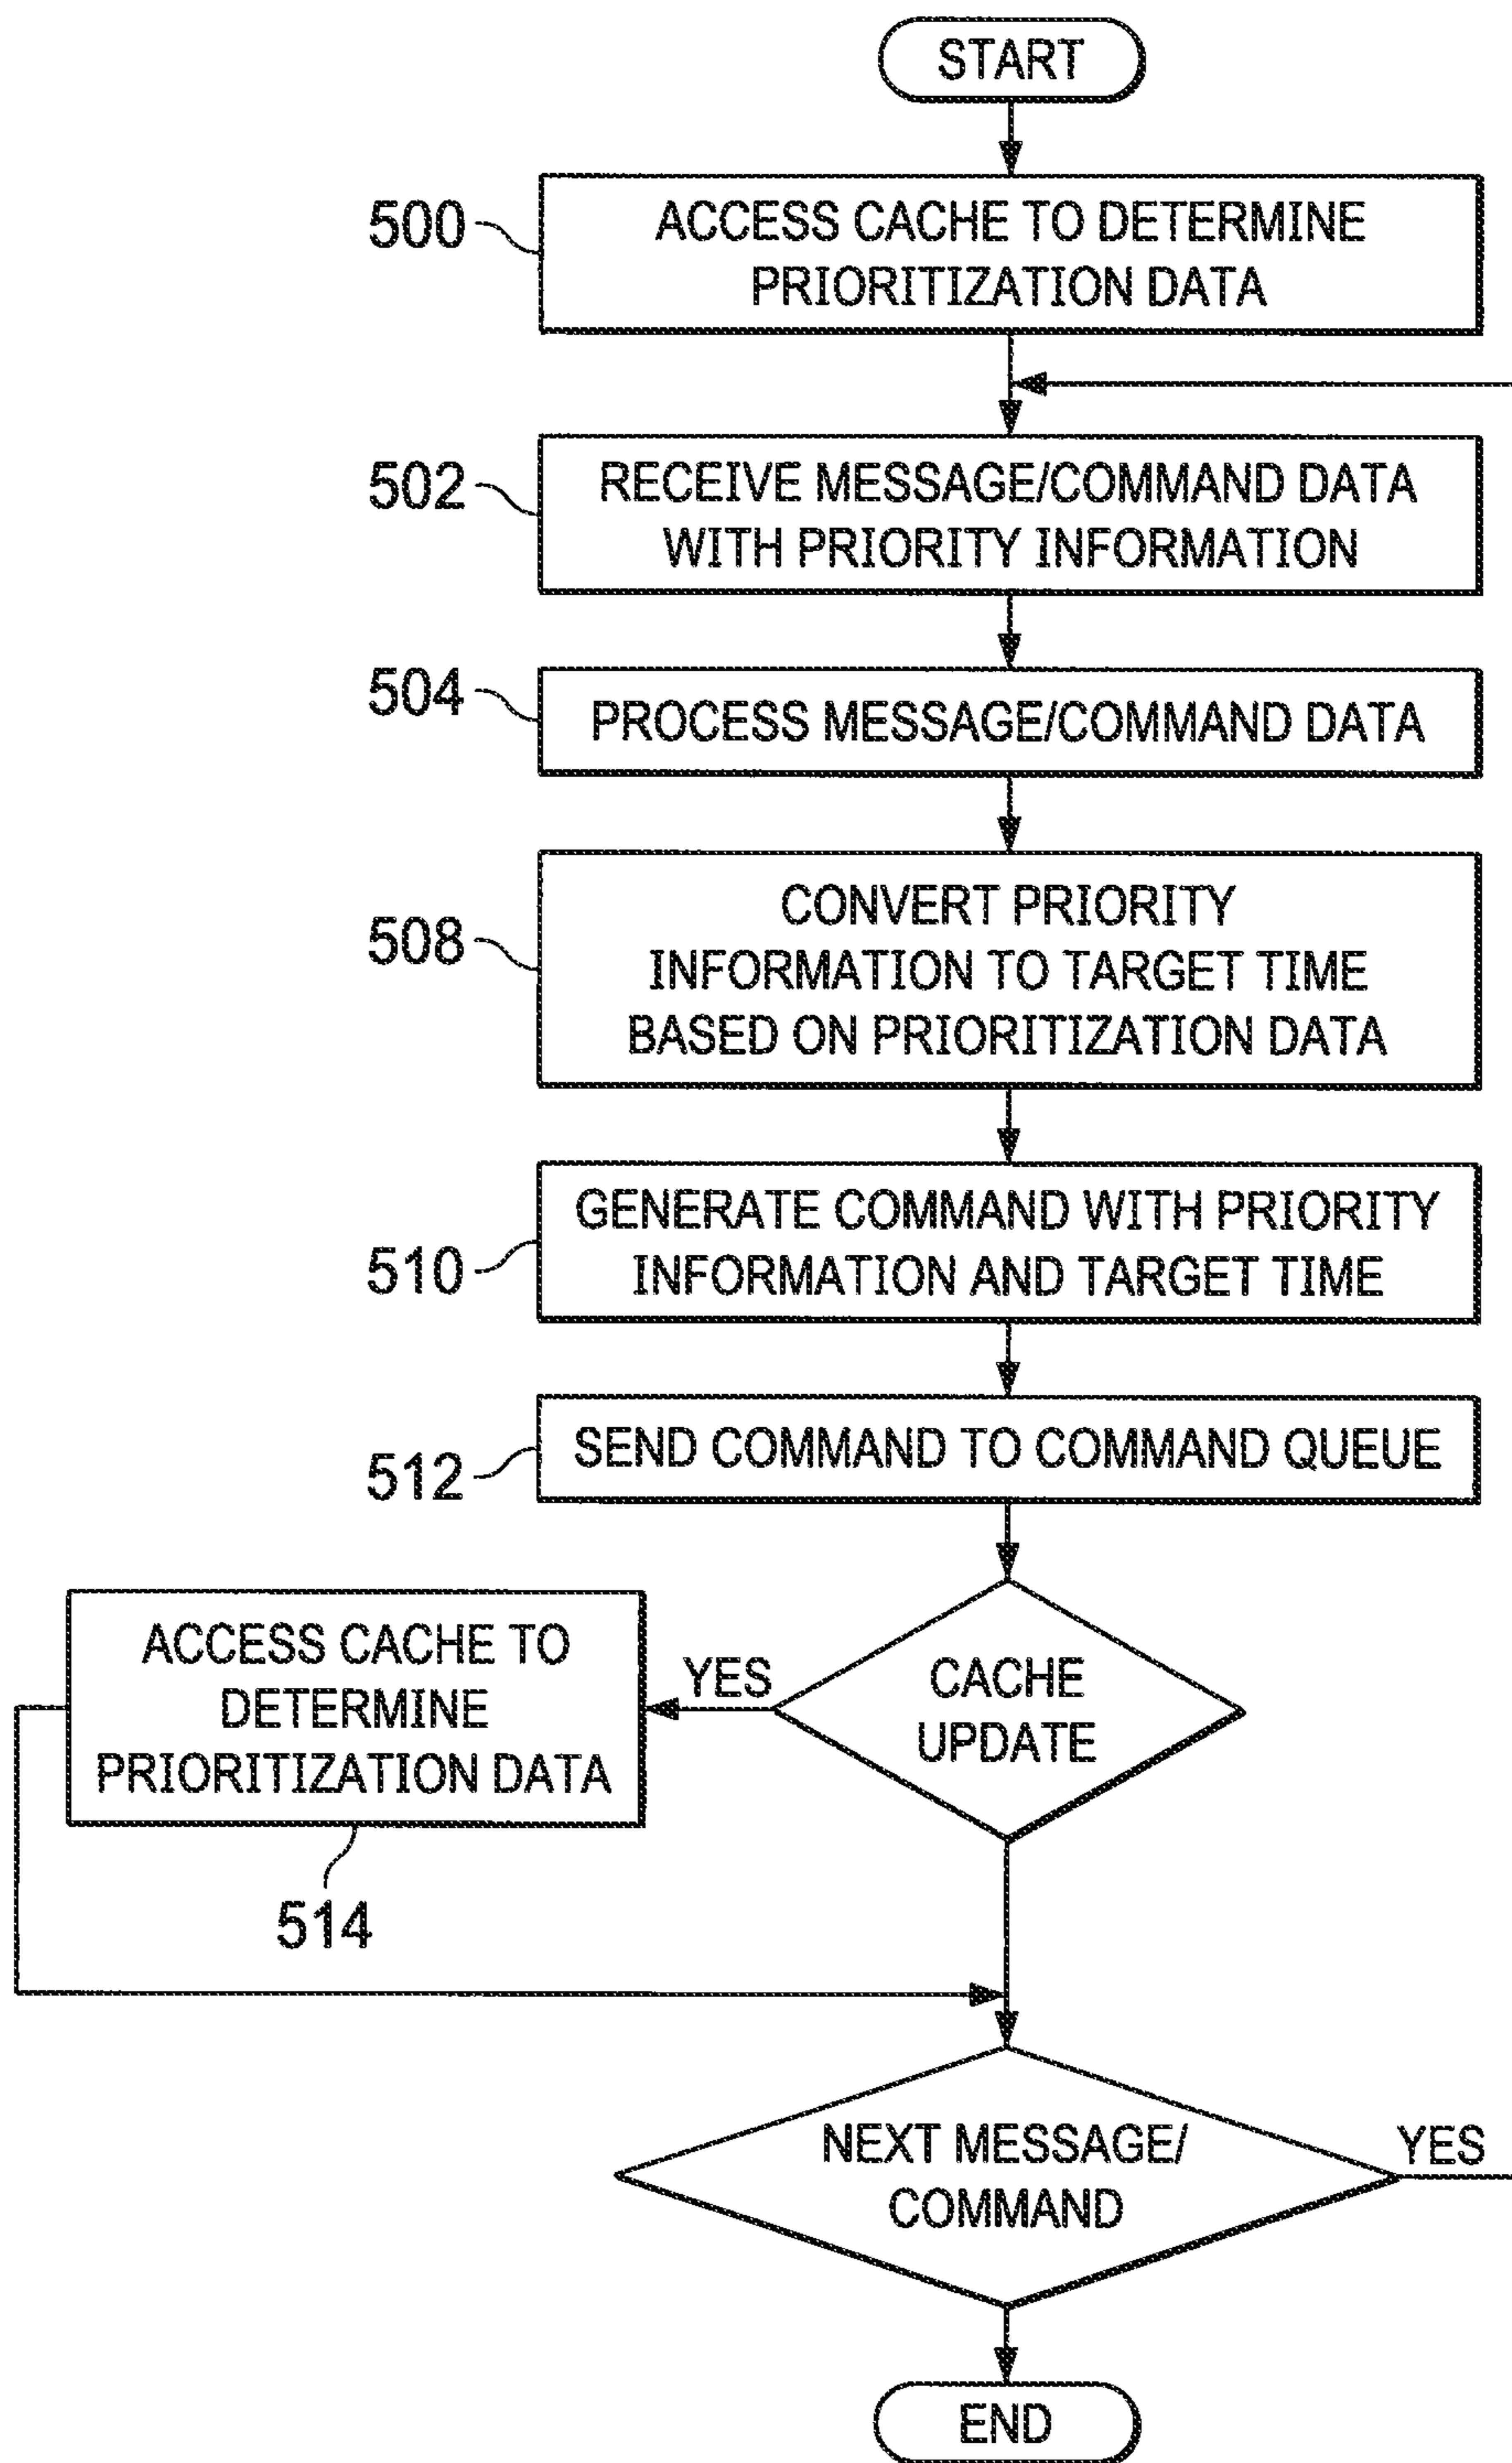 START
500
ACCESS CACHE TO DETERMINE
PRIORITIZATION DATA
502
RECEIVE MESSAGE/COMMAND DATA
WITH PRIORITY INFORMATION
504
PROCESS MESSAGE/COMMAND DATA
508
CONVERT PRIORITY
INFORMATION TO TARGET TIME
BASED ON PRIORITIZATION DATA
510
GENERATE COMMAND WITH PRIORITY
INFORMATION AND TARGET TIME
512
SEND COMMAND TO COMMAND QUEUE
CACHE
UPDATE
YES
ACCESS CACHE TO
DETERMINE
PRIORITIZATION DATA
514
NEXT MESSAGE/
COMMAND
YES
END